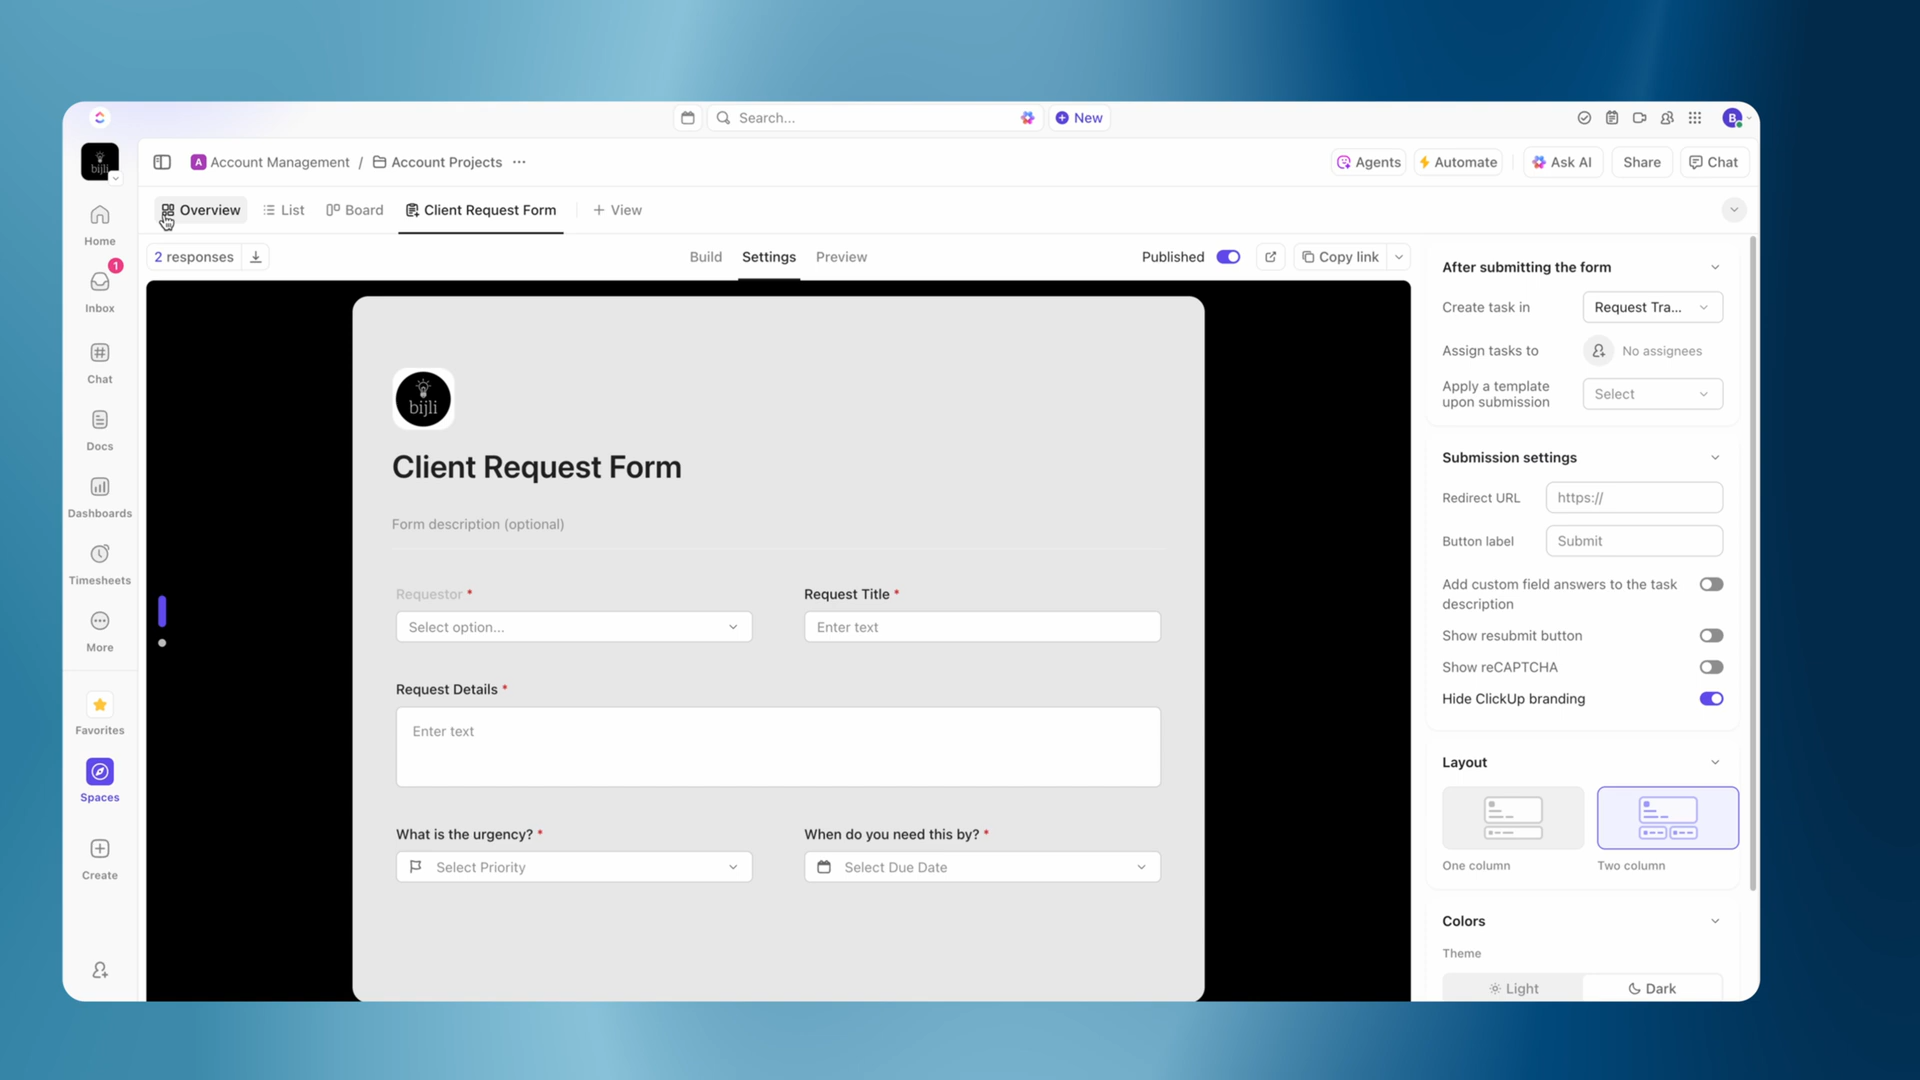 Search...
New
B
bijli
A Account Management / Account Projects ...
Agents
Automate
Ask AI
Share
Chat
Home
1
Inbox
Chat
Docs
Dashboards
Timesheets
More
Favorites
Spaces
Create
Overview
List
Board
Client Request Form
+ View
2 responses
Build
Settings
Preview
Published
Copy link
bijli
Client Request Form
Form description (optional)
Requestor *
Request Title *
Select option...
Enter text
Request Details *
Enter text
What is the urgency? *
When do you need this by? *
Select Priority
Select Due Date
After submitting the form
Create task in
Request Tra...
Assign tasks to
No assignees
Apply a template
upon submission
Select
Submission settings
Redirect URL
https://
Button label
Submit
Add custom field answers to the task
description
Show resubmit button
Show reCAPTCHA
Hide ClickUp branding
Layout
One column
Two column
Colors
Theme
Light
Dark